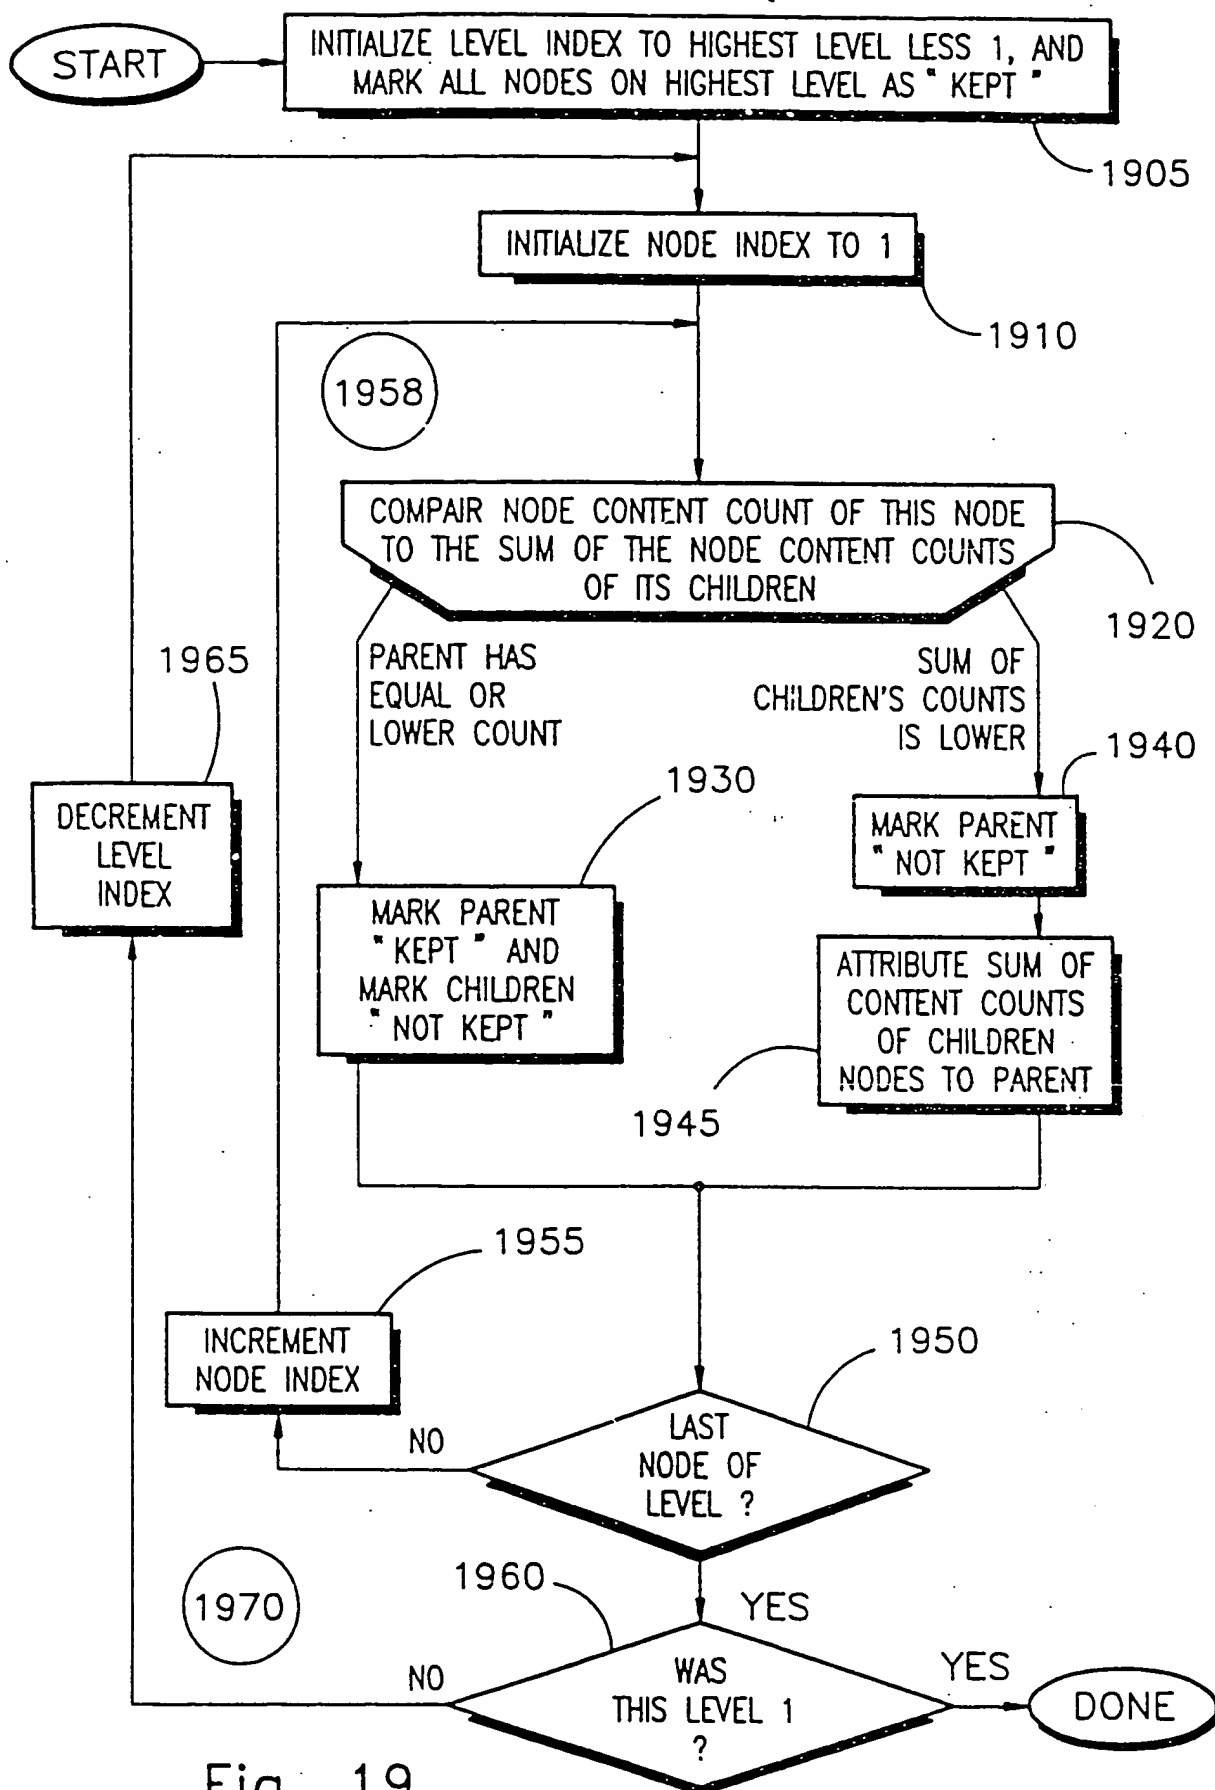 START
INITIALIZE LEVEL INDEX TO HIGHEST LEVEL LESS 1, AND
MARK ALL NODES ON HIGHEST LEVEL AS " KEPT "
1905
INITIALIZE NODE INDEX TO 1
1910
1958
COMPAIR NODE CONTENT COUNT OF THIS NODE
TO THE SUM OF THE NODE CONTENT COUNTS
OF ITS CHILDREN
1920
PARENT HAS
EQUAL OR
LOWER COUNT
SUM OF
CHILDREN'S COUNTS
IS LOWER
1965
DECREMENT
LEVEL
INDEX
1930
MARK PARENT
" KEPT " AND
MARK CHILDREN
" NOT KEPT "
1940
MARK PARENT
" NOT KEPT "
ATTRIBUTE SUM OF
CONTENT COUNTS
OF CHILDREN
NODES TO PARENT
1945
1955
INCREMENT
NODE INDEX
1950
LAST
NODE OF
LEVEL ?
NO
YES
1970
1960
WAS
THIS LEVEL 1
?
NO
YES
DONE
Fig. 19